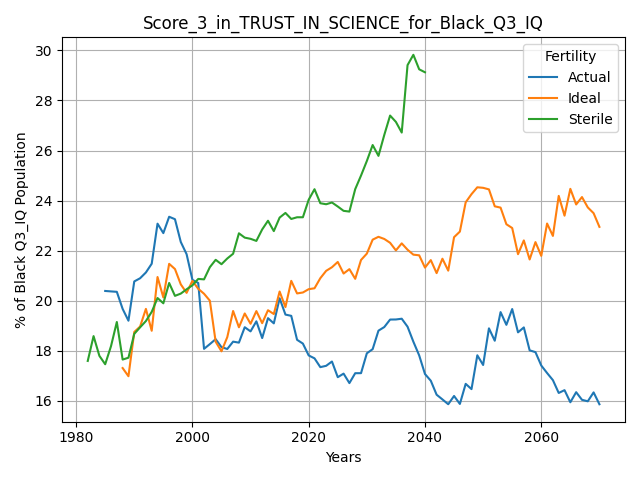 Score_3_in_TRUST_IN_SCIENCE_for_Black_Q3_IQ
Fertility
Actual
Ideal
Sterile
% of Black Q3_IQ Population
30
28
26
24
22
20
18
16
1980
2000
2020
2040
2060
Years